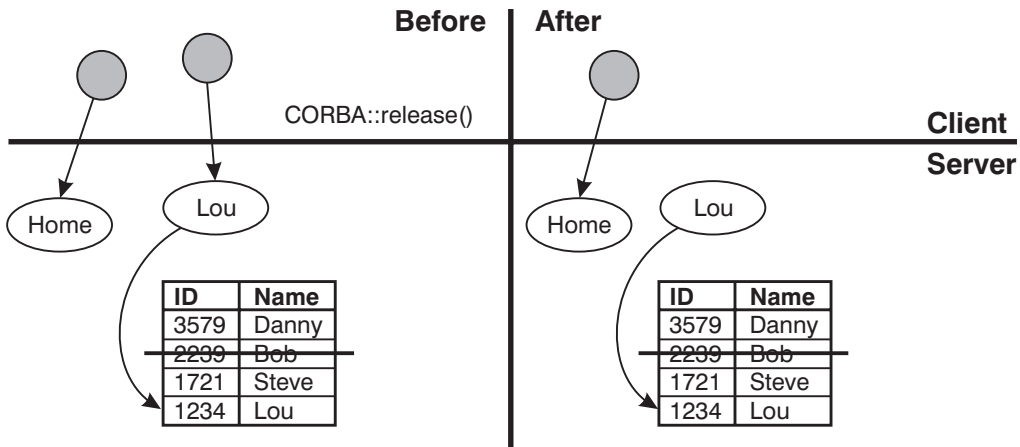 Before After
CORBA::release()
Client
Server
Home Lou Home Lou
ID Name
3579 Danny
2239 Bob
1721 Steve
1234 Lou
ID Name
3579 Danny
2239 Bob
1721 Steve
1234 Lou